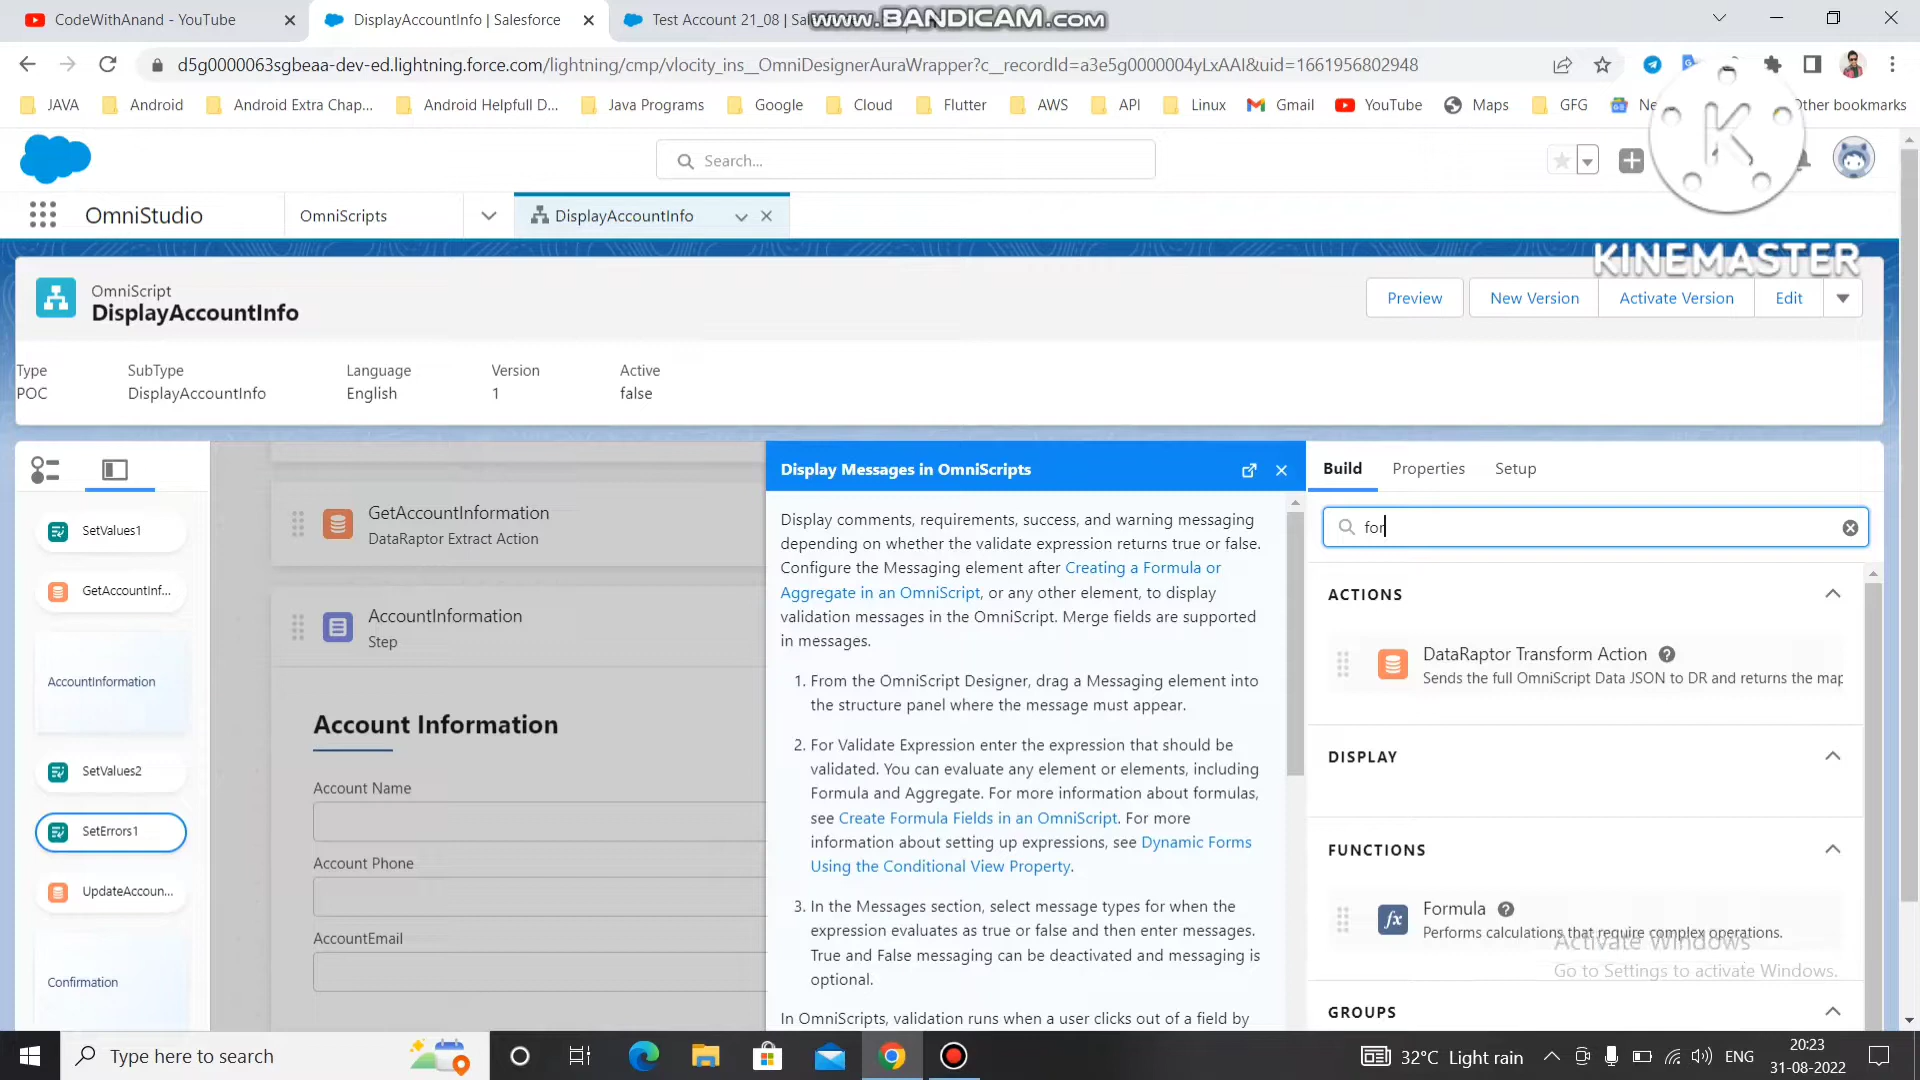 CodeWithAnand - YouTube
DisplayAccountInfo | Salesforce
Test Account 21_08 | Sal
WWW.BANDICAM.COM
d5g0000063sgbeaa-dev-ed.lightning.force.com/lightning/cmp/vlocity_ins__OmniDesignerAuraWrapper?c__recordId=a3e5g0000004yLxAAI&uid=1661956802948
JAVA
Android
Android Extra Chap...
Android Helpfull D...
Java Programs
Google
Cloud
Flutter
AWS
API
Linux
Gmail
YouTube
Maps
GFG
Other bookmarks
K
KINEMASTER
Search...
OmniStudio
OmniScripts
DisplayAccountInfo
OmniScript
DisplayAccountInfo
Preview
New Version
Activate Version
Edit
Type
SubType
Language
Version
Active
POC
DisplayAccountInfo
English
1
false
SetValues1
GetAccountInf...
AccountInformation
SetValues2
SetErrors1
UpdateAccoun...
Confirmation
GetAccountInformation
DataRaptor Extract Action
AccountInformation
Step
Account Information
Account Name
Account Phone
AccountEmail
Display Messages in OmniScripts
Display comments, requirements, success, and warning messaging
depending on whether the validate expression returns true or false.
Configure the Messaging element after Creating a Formula or
Aggregate in an OmniScript, or any other element, to display
validation messages in the OmniScript. Merge fields are supported
in messages.
1. From the OmniScript Designer, drag a Messaging element into
the structure panel where the message must appear.
2. For Validate Expression enter the expression that should be
validated. You can evaluate any element or elements, including
Formula and Aggregate. For more information about formulas,
see Create Formula Fields in an OmniScript. For more
information about setting up expressions, see Dynamic Forms
Using the Conditional View Property.
3. In the Messages section, select message types for when the
expression evaluates as true or false and then enter messages.
True and False messaging can be deactivated and messaging is
optional.
In OmniScripts, validation runs when a user clicks out of a field by
Build
Properties
Setup
for
ACTIONS
DataRaptor Transform Action
Sends the full OmniScript Data JSON to DR and returns the map
DISPLAY
FUNCTIONS
fx
Formula
Performs calculations that require complex operations.
Activate Windows
Go to Settings to activate Windows.
GROUPS
Type here to search
32°C Light rain
ENG
20:23
31-08-2022